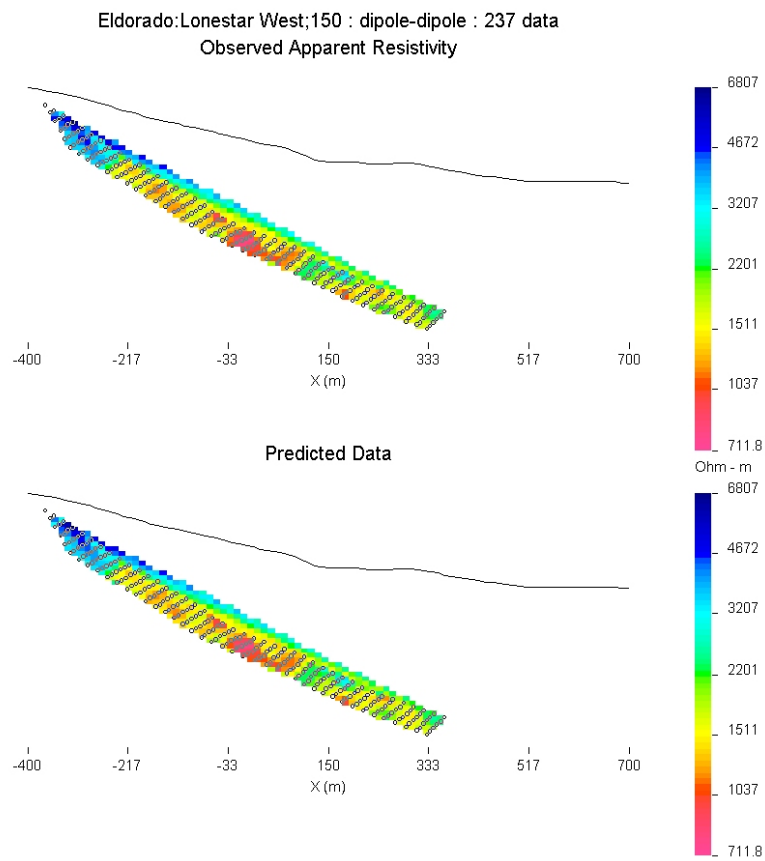 Eldorado:Lonestar West;150 : dipole-dipole : 237 data
Observed Apparent Resistivity
6807
4672
3207
2201
1511
1037
711.8
Ohm - m
-400 -217 -33 150 333 517 700
X (m)
Predicted Data
6807
4672
3207
2201
1511
1037
711.8
-400 -217 -33 150 333 517 700
X (m)